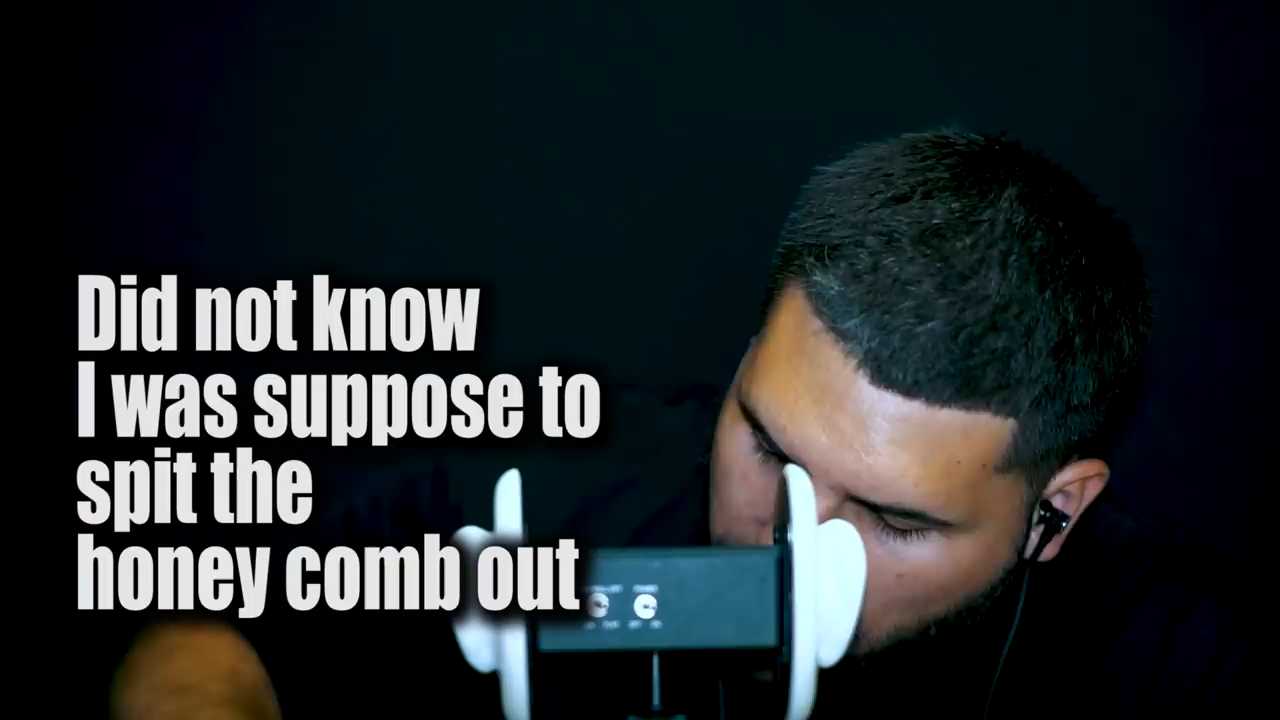 Did not know
I was suppose to
spit the
honey comb out